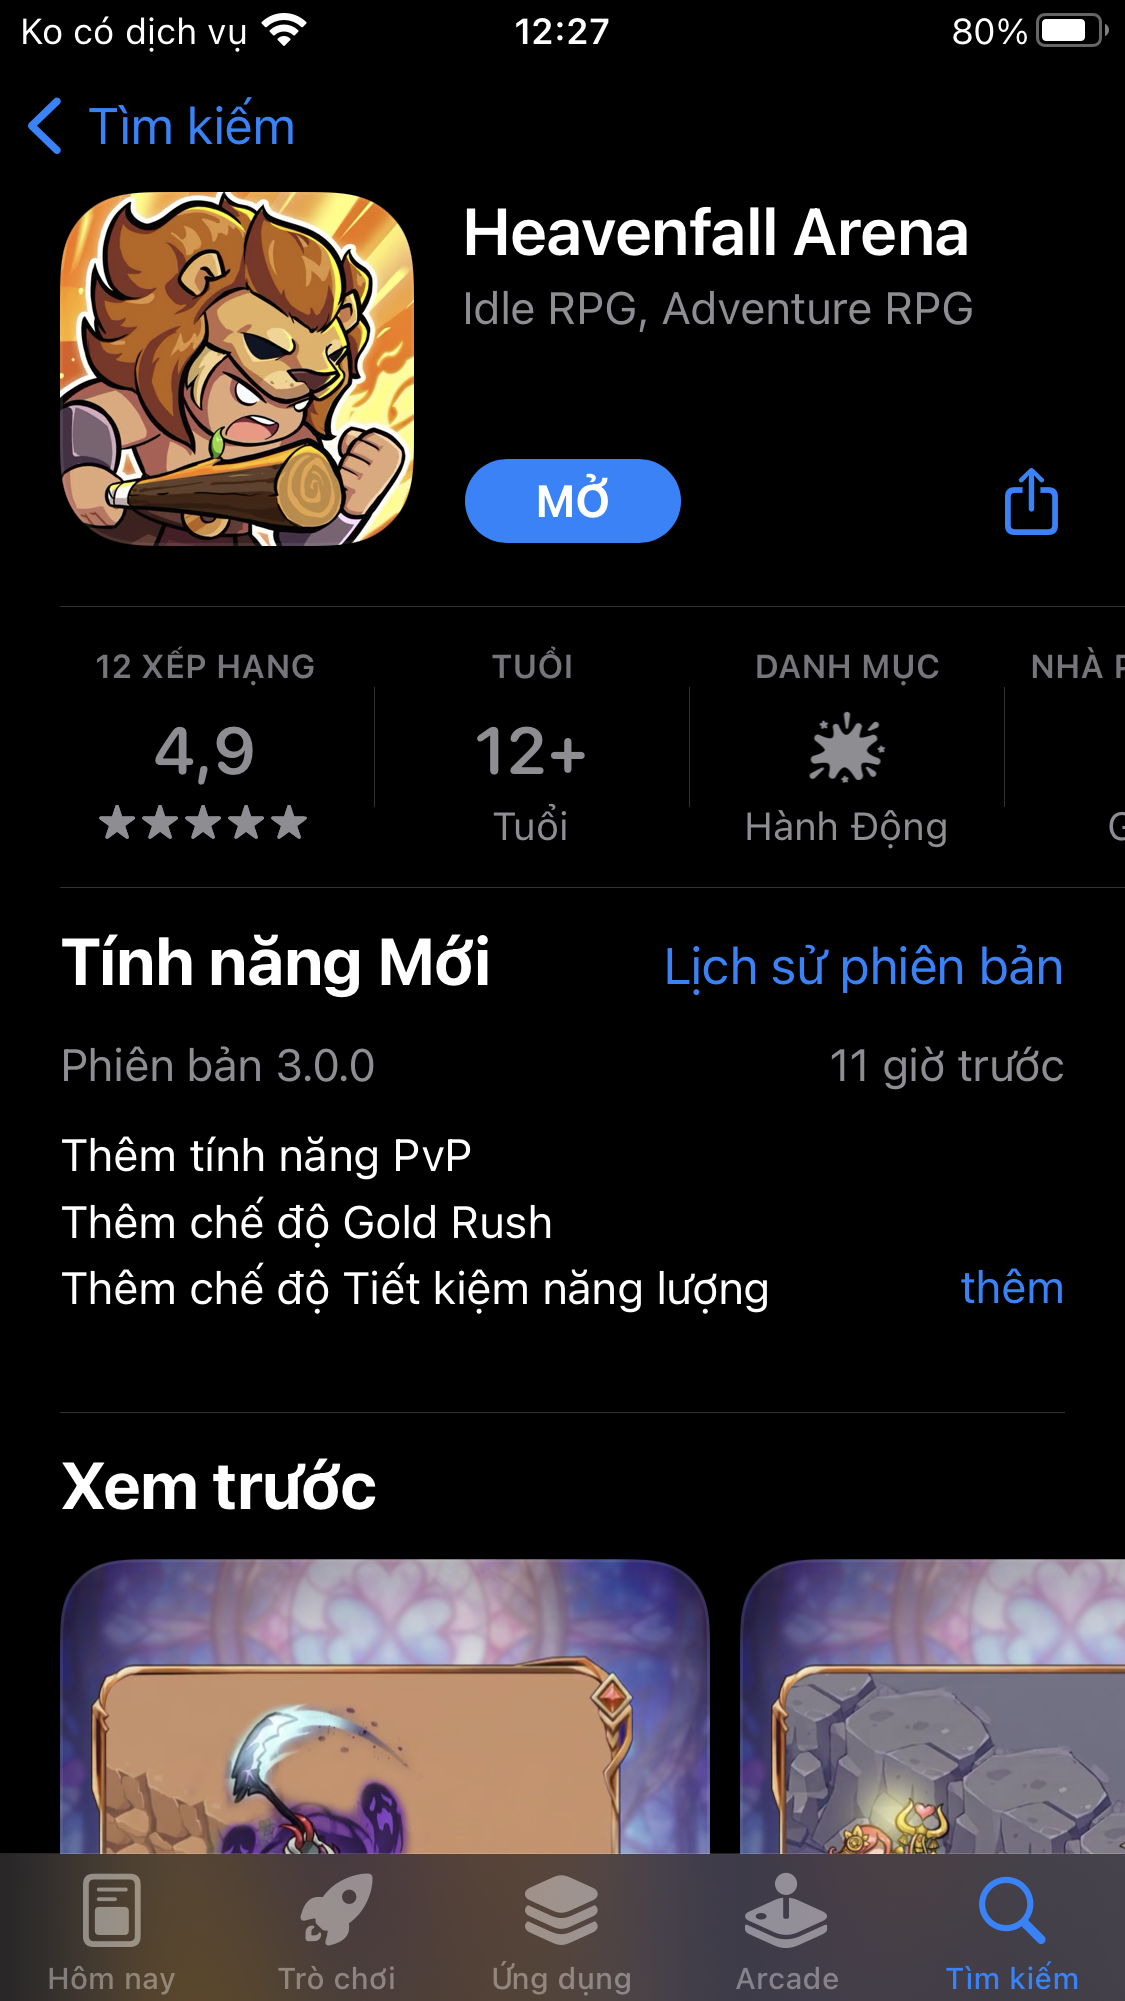 Ko có dịch vụ 12:27 80%
Tìm kiếm
Heavenfall Arena
Idle RPG, Adventure RPG
MỞ
12 XẾP HẠNG TUỔI DANH MỤC NHÀ
4,9 12+
Tuổi Hành Động
Tính năng Mới Lịch sử phiên bản
Phiên bản 3.0.0 11 giờ trước
Thêm tính năng PvP
Thêm chế độ Gold Rush
Thêm chế độ Tiết kiệm năng lượng thêm
Xem trước
Hôm nay Trò chơi Ứng dụng Arcade Tìm kiếm